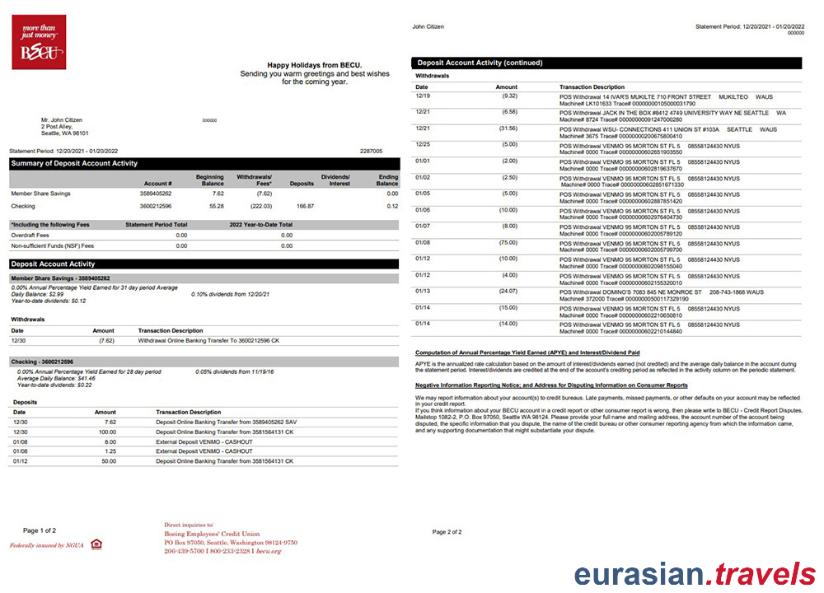 more than
just money
BECU
Happy Holidays from BECU.
Sending you warm greetings and best wishes
for the coming year.
Mr. John Citizen
2 Post Alley,
Seattle, WA 98101
000000
Statement Period: 12/20/2021 - 01/20/2022 2287005
Summary of Deposit Account Activity
Account # Beginning Balance Withdrawals/ Fees* Deposits Dividends/ Interest Ending Balance
Member Share Savings 3589405262 7.62 (7.62) 0.00
Checking 3600212596 55.28 (222.03) 166.87 0.12
*Including the following Fees Statement Period Total 2022 Year-to-Date Total
Overdraft Fees 0.00 0.00
Non-sufficient Funds (NSF) Fees 0.00 0.00
Deposit Account Activity
Member Share Savings - 3589405262
0.00% Annual Percentage Yield Earned for 31 day period Average
Daily Balance: $2.99 0.10% dividends from 12/20/21
Year-to-date dividends: $0.12
Withdrawals
Date Amount Transaction Description
12/30 (7.62) Withdrawal Online Banking Transfer To 3600212596 CK
Checking - 3600212596
0.00% Annual Percentage Yield Earned for 28 day period 0.05% dividends from 11/19/16
Average Daily Balance: $41.46
Year-to-date dividends: $0.22
Deposits
Date Amount Transaction Description
12/30 7.62 Deposit Online Banking Transfer from 3589405262 SAV
12/30 100.00 Deposit Online Banking Transfer from 3581564131 CK
01/08 8.00 External Deposit VENMO - CASHOUT
01/08 1.25 External Deposit VENMO - CASHOUT
01/12 50.00 Deposit Online Banking Transfer from 3581564131 CK
Page 1 of 2
Federally insured by NCUA
Direct inquiries to:
Boeing Employees' Credit Union
PO Box 97050, Seattle, Washington 98124-9750
206-439-5700 | 800-233-2328 | becu.org
John Citizen Statement Period: 12/20/2021 - 01/20/2022
000000
Deposit Account Activity (continued)
Withdrawals
Date Amount Transaction Description
12/19 (9.32) POS Withdrawal 14 IVAR'S MUKILTE 710 FRONT STREET MUKILTEO WAUS
Machine# LK101633 Trace# 0000000010500003 1790
12/21 (6.58) POS Withdrawal JACK IN THE BOX #8412 4749 UNIVERSITY WAY NE SEATTLE WA
Machine# 8724 Trace# 00000000091247006280
12/21 (31.56) POS Withdrawal WSU- CONNECTIONS 411 UNION ST #103A SEATTLE WAUS
Machine# 3675 Trace#
12/25 (5.00) POS Withdrawal VENMO 95 MORTON ST FL 5 08558124430 NYUS
Machine# 0000 Trace#
01/01 (2.00) POS Withdrawal VENMO 95 MORTON ST FL 5 08558124430 NYUS
Machine# 0000 Trace#
01/02 (2.50) POS Withdrawal VENMO 95 MORTON ST FL 5 08558124430 NYUS
Machine# 0000 Trace#
01/05 (5.00) POS Withdrawal VENMO 95 MORTON ST FL 5 08558124430 NYUS
Machine# 0000 Trace#
01/06 (10.00) POS Withdrawal VENMO 95 MORTON ST FL 5 08558124430 NYUS
Machine# 0000 Trace#
01/07 (8.00) POS Withdrawal VENMO 95 MORTON ST FL 5 08558124430 NYUS
Machine# 0000 Trace#
01/08 (75.00) POS Withdrawal VENMO 95 MORTON ST FL 5 08558124430 NYUS
Machine# 0000 Trace#
01/12 (10.00) POS Withdrawal VENMO 95 MORTON ST FL 5 08558124430 NYUS
Machine# 0000 Trace#
01/12 (4.00) POS Withdrawal VENMO 95 MORTON ST FL 5 08558124430 NYUS
Machine# 0000 Trace#
01/13 (24.07) POS Withdrawal DOMINO'S 7083 845 NE MONROE ST 208-743-1868 WAUS
Machine# 372000 Trace#
01/14 (15.00) POS Withdrawal VENMO 95 MORTON ST FL 5 08558124430 NYUS
Machine# 0000 Trace#
01/14 (14.00) POS Withdrawal VENMO 95 MORTON ST FL 5 08558124430 NYUS
Machine# 0000 Trace#
Computation of Annual Percentage Yield Earned (APYE) and Interest/Dividend Paid
APYE is the annualized rate calculation based on the amount of interest/dividends earned (not credited) and the average daily balance in the account during
the statement period. Interest/dividends are credited at the end of the account's crediting period as reflected in the activity column on the periodic statement.
Negative Information Reporting Notice; and Address for Disputing Information on Consumer Reports
We may report information about your account(s) to credit bureaus. Late payments, missed payments, or other defaults on your account may be reflected
in your credit report.
If you think information about your BECU account in a credit report or other consumer report is wrong, then please write to BECU - Credit Report Disputes,
Mailstop 1082-2, P.O. Box 97050, Seattle WA 98124. Please provide your full name and mailing address, the account number of the account being
disputed, the specific information that you dispute, the name of the credit bureau or other consumer reporting agency from which the information came,
and any supporting documentation that might substantiate your dispute.
Page 2 of 2
eurasian.travels